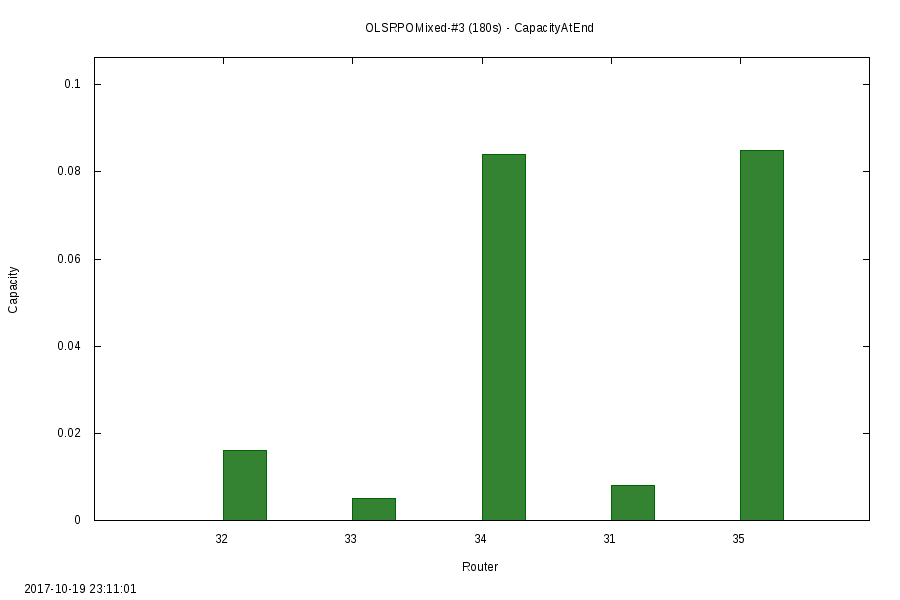 OLSRPOMixed-#3 (180s) - CapacityAtEnd
0.1
0.08
0.06
0.04
0.02
0
Capacity
32 33 34 31 35
Router
2017-10-19 23:11:01